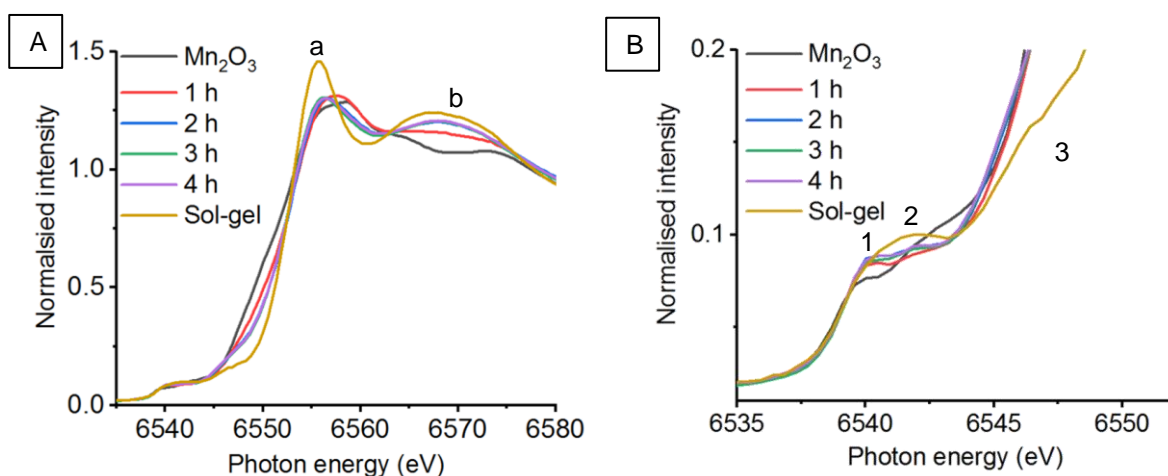 A
Normalsied intensity
1.5
1.0
0.5
0.0
Mn₂O₃
1 h
2 h
3 h
4 h
Sol-gel
a
b
6540 6550 6560 6570 6580
Photon energy (eV)
B
Normalised intensity
0.2
0.1
Mn₂O₃
1 h
2 h
3 h
4 h
Sol-gel
1
2
3
6535 6540 6545 6550
Photon energy (eV)